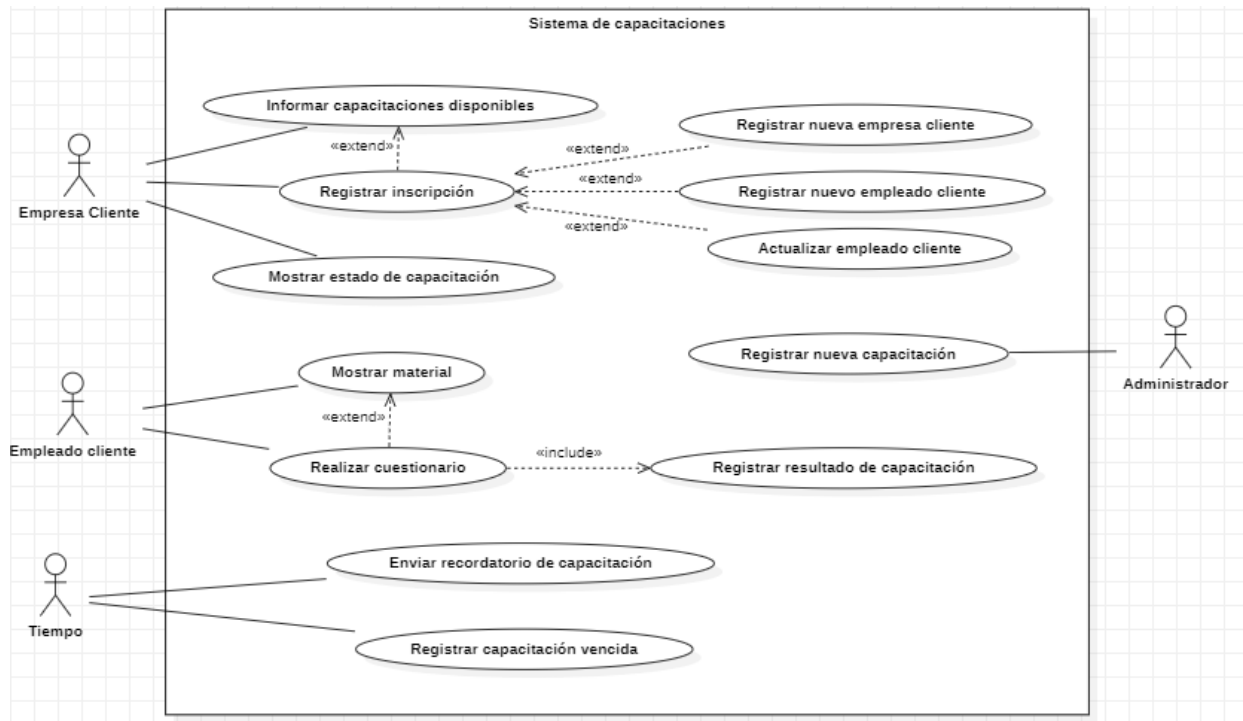 Sistema de capacitaciones
Informar capacitaciones disponibles
Registrar nueva empresa cliente
«extend»
«extend»
Registrar inscripción
«extend»
Registrar nuevo empleado cliente
Empresa Cliente
«extend»
Actualizar empleado cliente
Mostrar estado de capacitación
Registrar nueva capacitación
Administrador
Mostrar material
«extend»
Empleado cliente
Realizar cuestionario
«include»
Registrar resultado de capacitación
Enviar recordatorio de capacitación
Tiempo
Registrar capacitación vencida